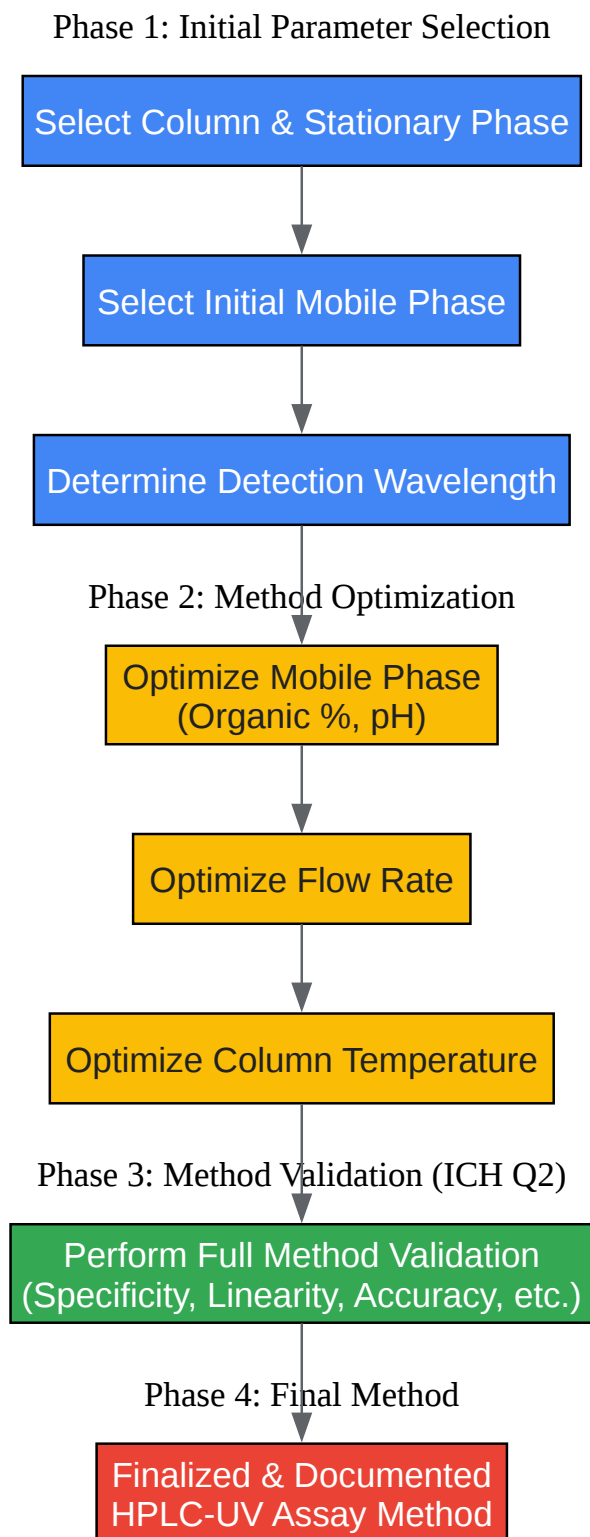 Phase 1: Initial Parameter Selection
Select Column & Stationary Phase
Select Initial Mobile Phase
Determine Detection Wavelength
Phase 2: Method Optimization
Optimize Mobile Phase
(Organic %, pH)
Optimize Flow Rate
Optimize Column Temperature
Phase 3: Method Validation (ICH Q2)
Perform Full Method Validation
(Specificity, Linearity, Accuracy, etc.)
Phase 4: Final Method
Finalized & Documented
HPLC-UV Assay Method